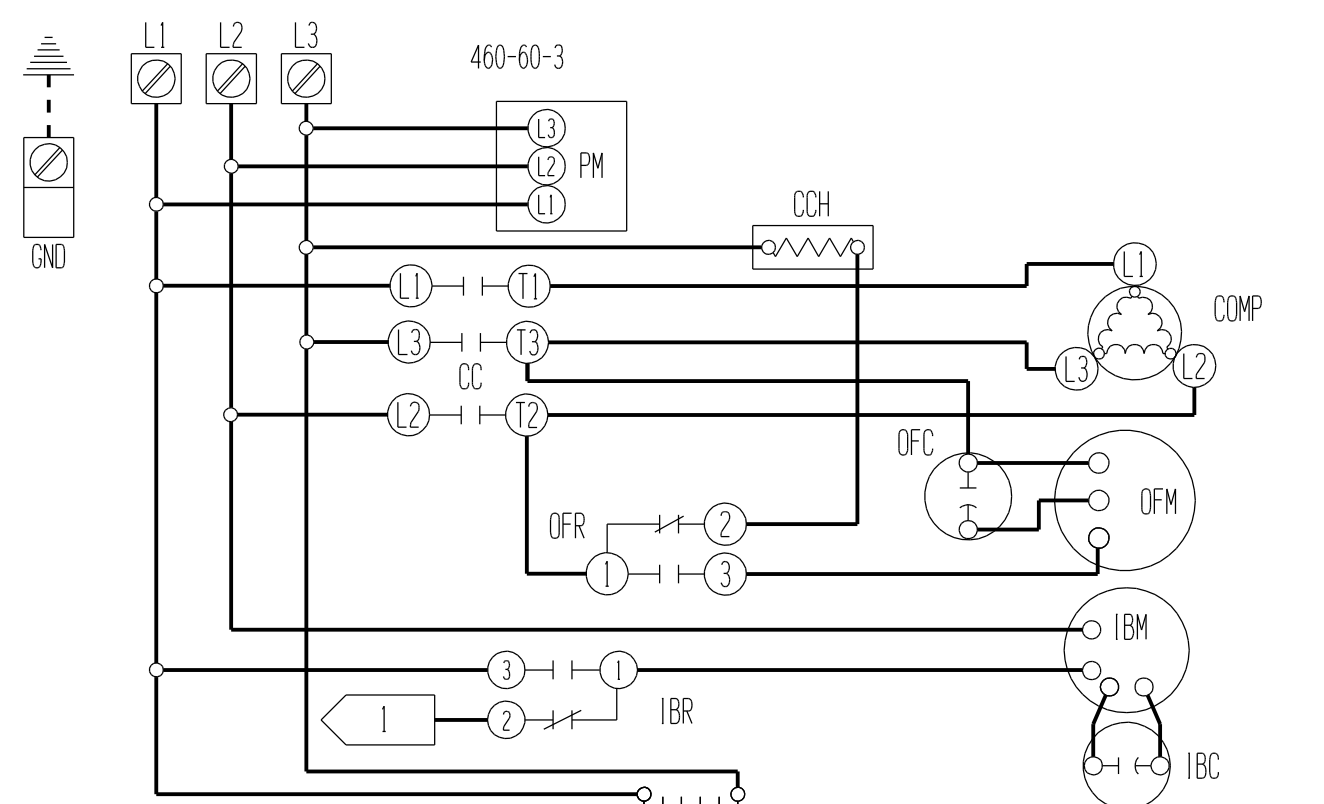 L1 L2 L3
460-60-3
L3
L2 PM
L1
CCH
GND
L1 T1
L1
COMP
L3 T3
L3 L2
CC
L2 T2
OFC
OFM
OFR 2
1 3
IBM
3 1
1 2 IBR
IBC